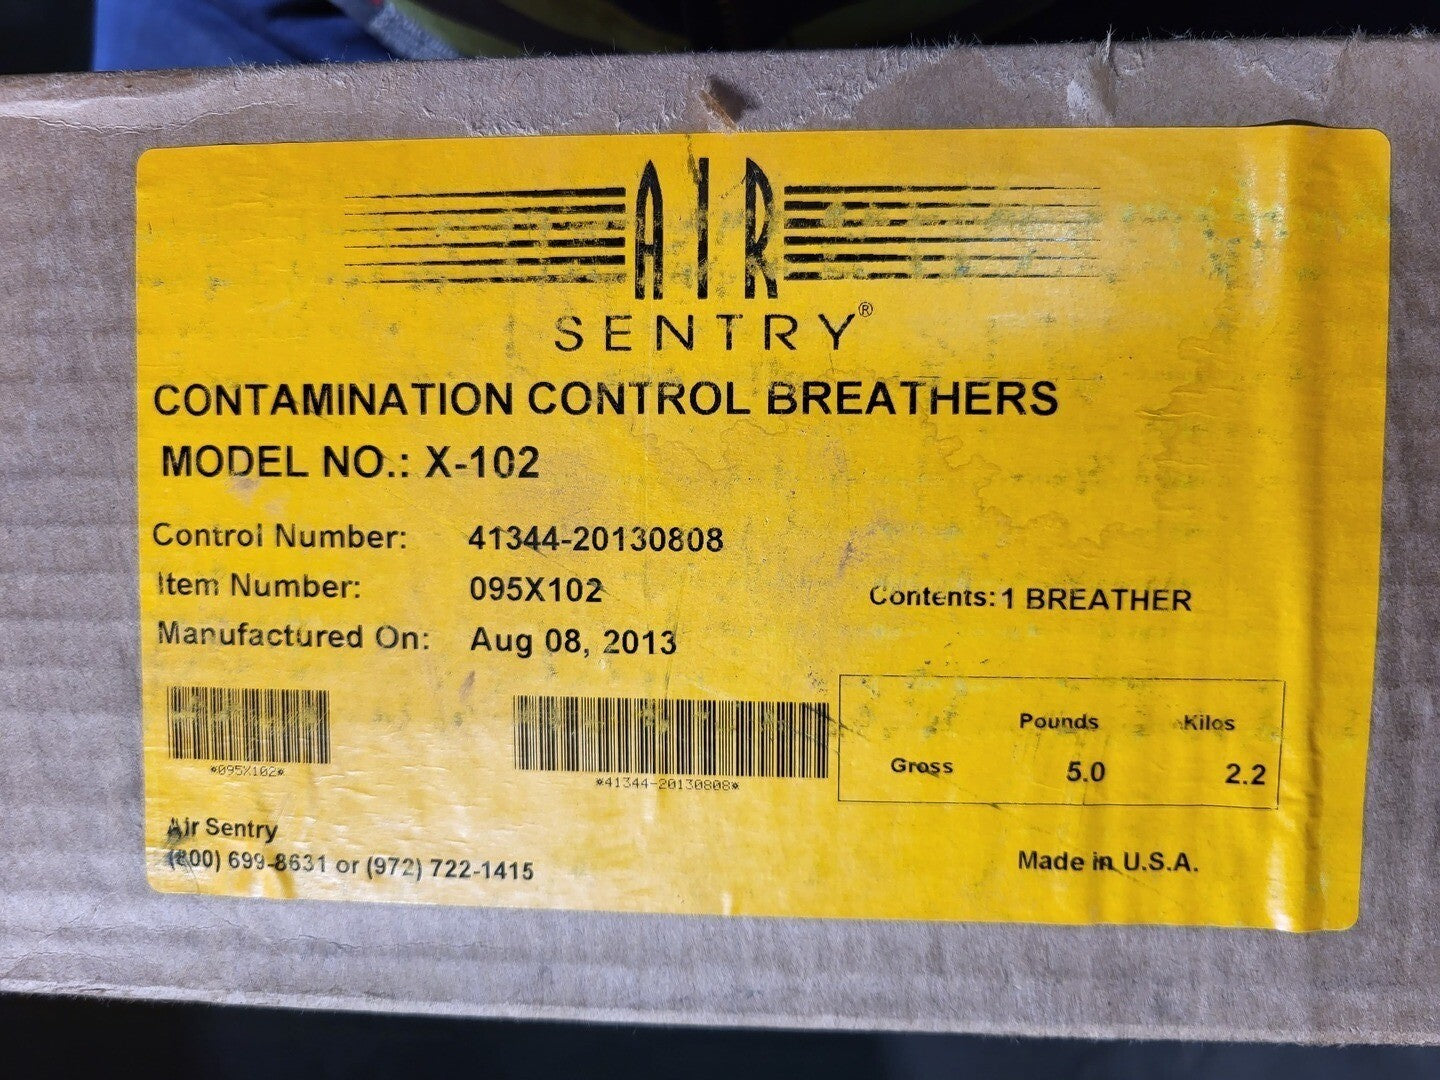 AIR
SENTRY®
CONTAMINATION CONTROL BREATHERS
MODEL NO.: X-102
Control Number: 41344-20130808
Item Number: 095X102
Contents: 1 BREATHER
Manufactured On: Aug 08, 2013
Pounds Kilos
Gross 5.0 2.2
*095X102*
*41344-20130808*
Air Sentry
(800) 699-8631 or (972) 722-1415
Made in U.S.A.